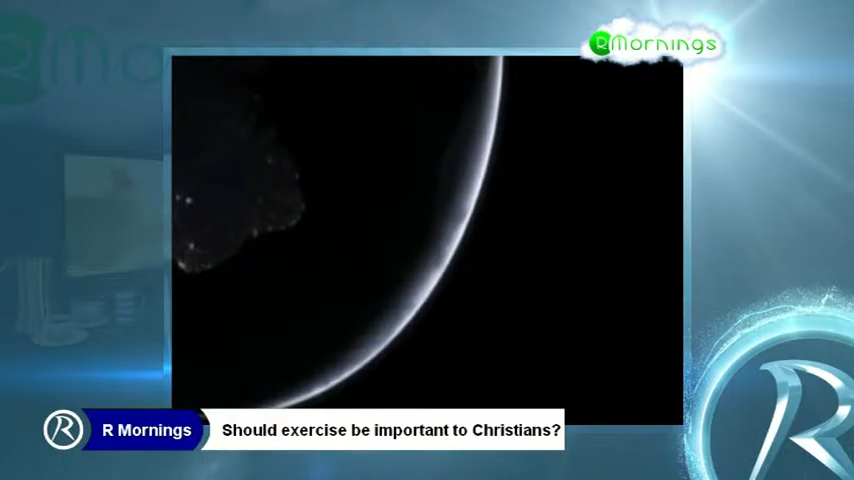 RMornings
R Mornings
Should exercise be important to Christians?
R